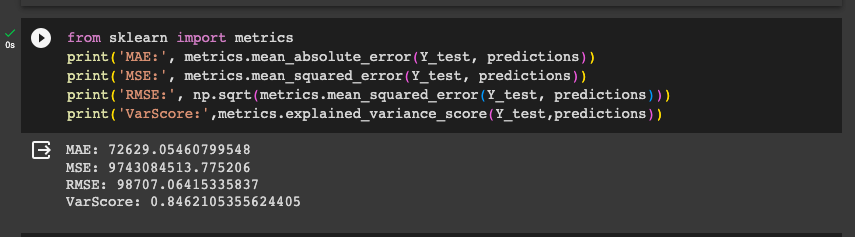 0s
from sklearn import metrics
print('MAE:', metrics.mean_absolute_error(Y_test, predictions))
print('MSE:', metrics.mean_squared_error(Y_test, predictions))
print('RMSE:', np.sqrt(metrics.mean_squared_error(Y_test, predictions)))
print('VarScore:',metrics.explained_variance_score(Y_test,predictions))
MAE: 72629.05460799548
MSE: 9743084513.775206
RMSE: 98707.06415335837
VarScore: 0.8462105355624405